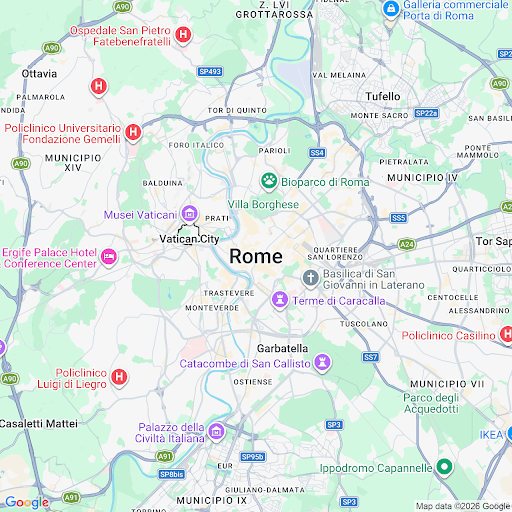 Z. LVI
GROTTAROSSA
Galleria commerciale
Porta di Roma
Ospedale San Pietro
Fatebenefratelli
A90
A90
Ottavia
SP493
VAL MELAINA
Tufello
PALMAROLA
TOR DI QUINTO
MONTE SACRO
SP22a
SAN BASILIO
Policlinico Universitario
Fondazione Gemelli
FORO ITALICO
PARIOLI
SS4
PONTE
MAMMOLO
A90
MUNICIPIO
XIV
PIETRALATA
BALDUINA
Bioparco di Roma
MUNICIPIO IV
Villa Borghese
Musei Vaticani
PRATI
SS5
Vatican City
A24
Tor Sap
Ergife Palace Hotel
Conference Center
Rome
QUARTIERE
SAN LORENZO
QUARTICCIOLO
Basilica di San
Giovanni in Laterano
TRASTEVERE
CENTOCELLE
Terme di Caracalla
MONTEVERDE
ALESSANDRINO
TUSCOLANO
Policlinico Casilino
Garbatella
SS7
Catacombe di San Callisto
Policlinico
Luigi di Liegro
A90
OSTIENSE
MUNICIPIO VII
Parco degli
Acquedotti
Casaletti Mattei
Palazzo della
Civiltà Italiana
SP3
IKEA
A91
SP95b
EUR
Ippodromo Capannelle
SP8bis
A91
GIULIANO-DALMATA
MUNICIPIO IX
SP3
Google
TORRINO
Map data ©2026 Google